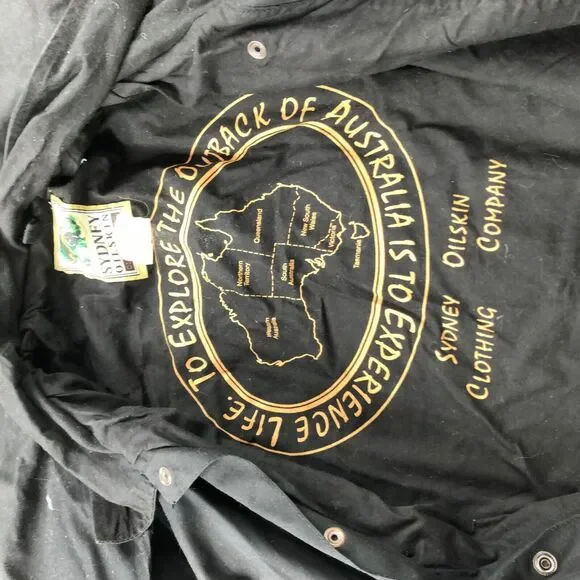 TO EXPLORE THE OUTBACK OF AUSTRALIA IS TO EXPERIENCE LIFE.
Western
Australia
Northern
Territory
South
Australia
Queensland
New South
Wales
Victoria
Tasmania
SYDNEY OILSKIN
CLOTHING COMPANY
SYDNEY
OILSKIN